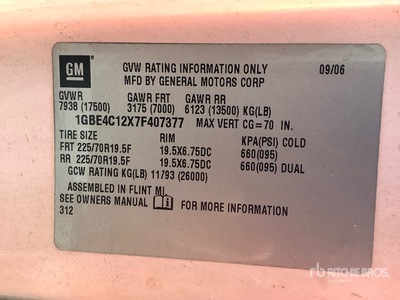 GM
GVW RATING INFORMATION ONLY 09/06
MFD BY GENERAL MOTORS CORP
GVWR GAWR FRT GAWR RR
7938 (17500) 3175 (7000) 6123 (13500) KG(LB)
1GBE4C12X7F407377 MAX VERT CG=70 IN.
TIRE SIZE RIM KPA(PSI) COLD
FRT 225/70R19.5F 19.5X6.75DC 660(095)
RR 225/70R19.5F 19.5X6.75DC 660(095) DUAL
GCW RATING KG(LB) 11793 (26000)
ASSEMBLED IN FLINT MI.
SEE OWNERS MANUAL FOR MORE INFORMATION
312
rb RITCHIE BROS.